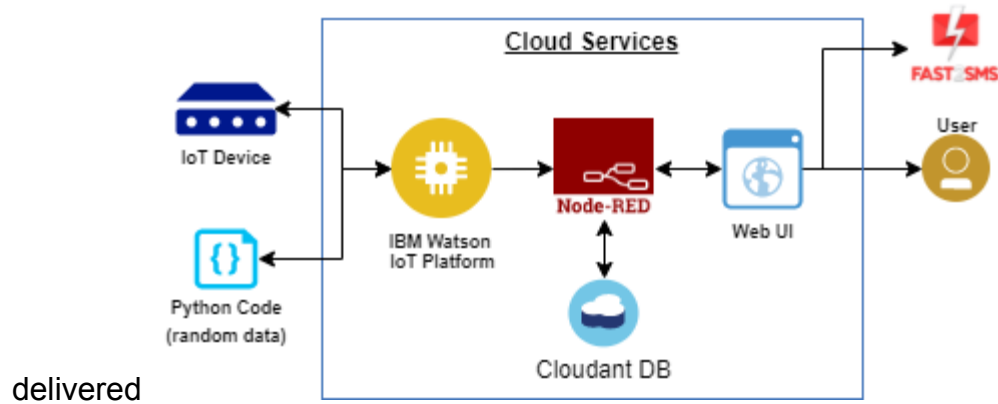 Cloud Services
FAST2SMS
IoT Device
User
Node-RED
Web UI
IBM Watson
IoT Platform
{}
Python Code
(random data)
Cloudant DB
delivered